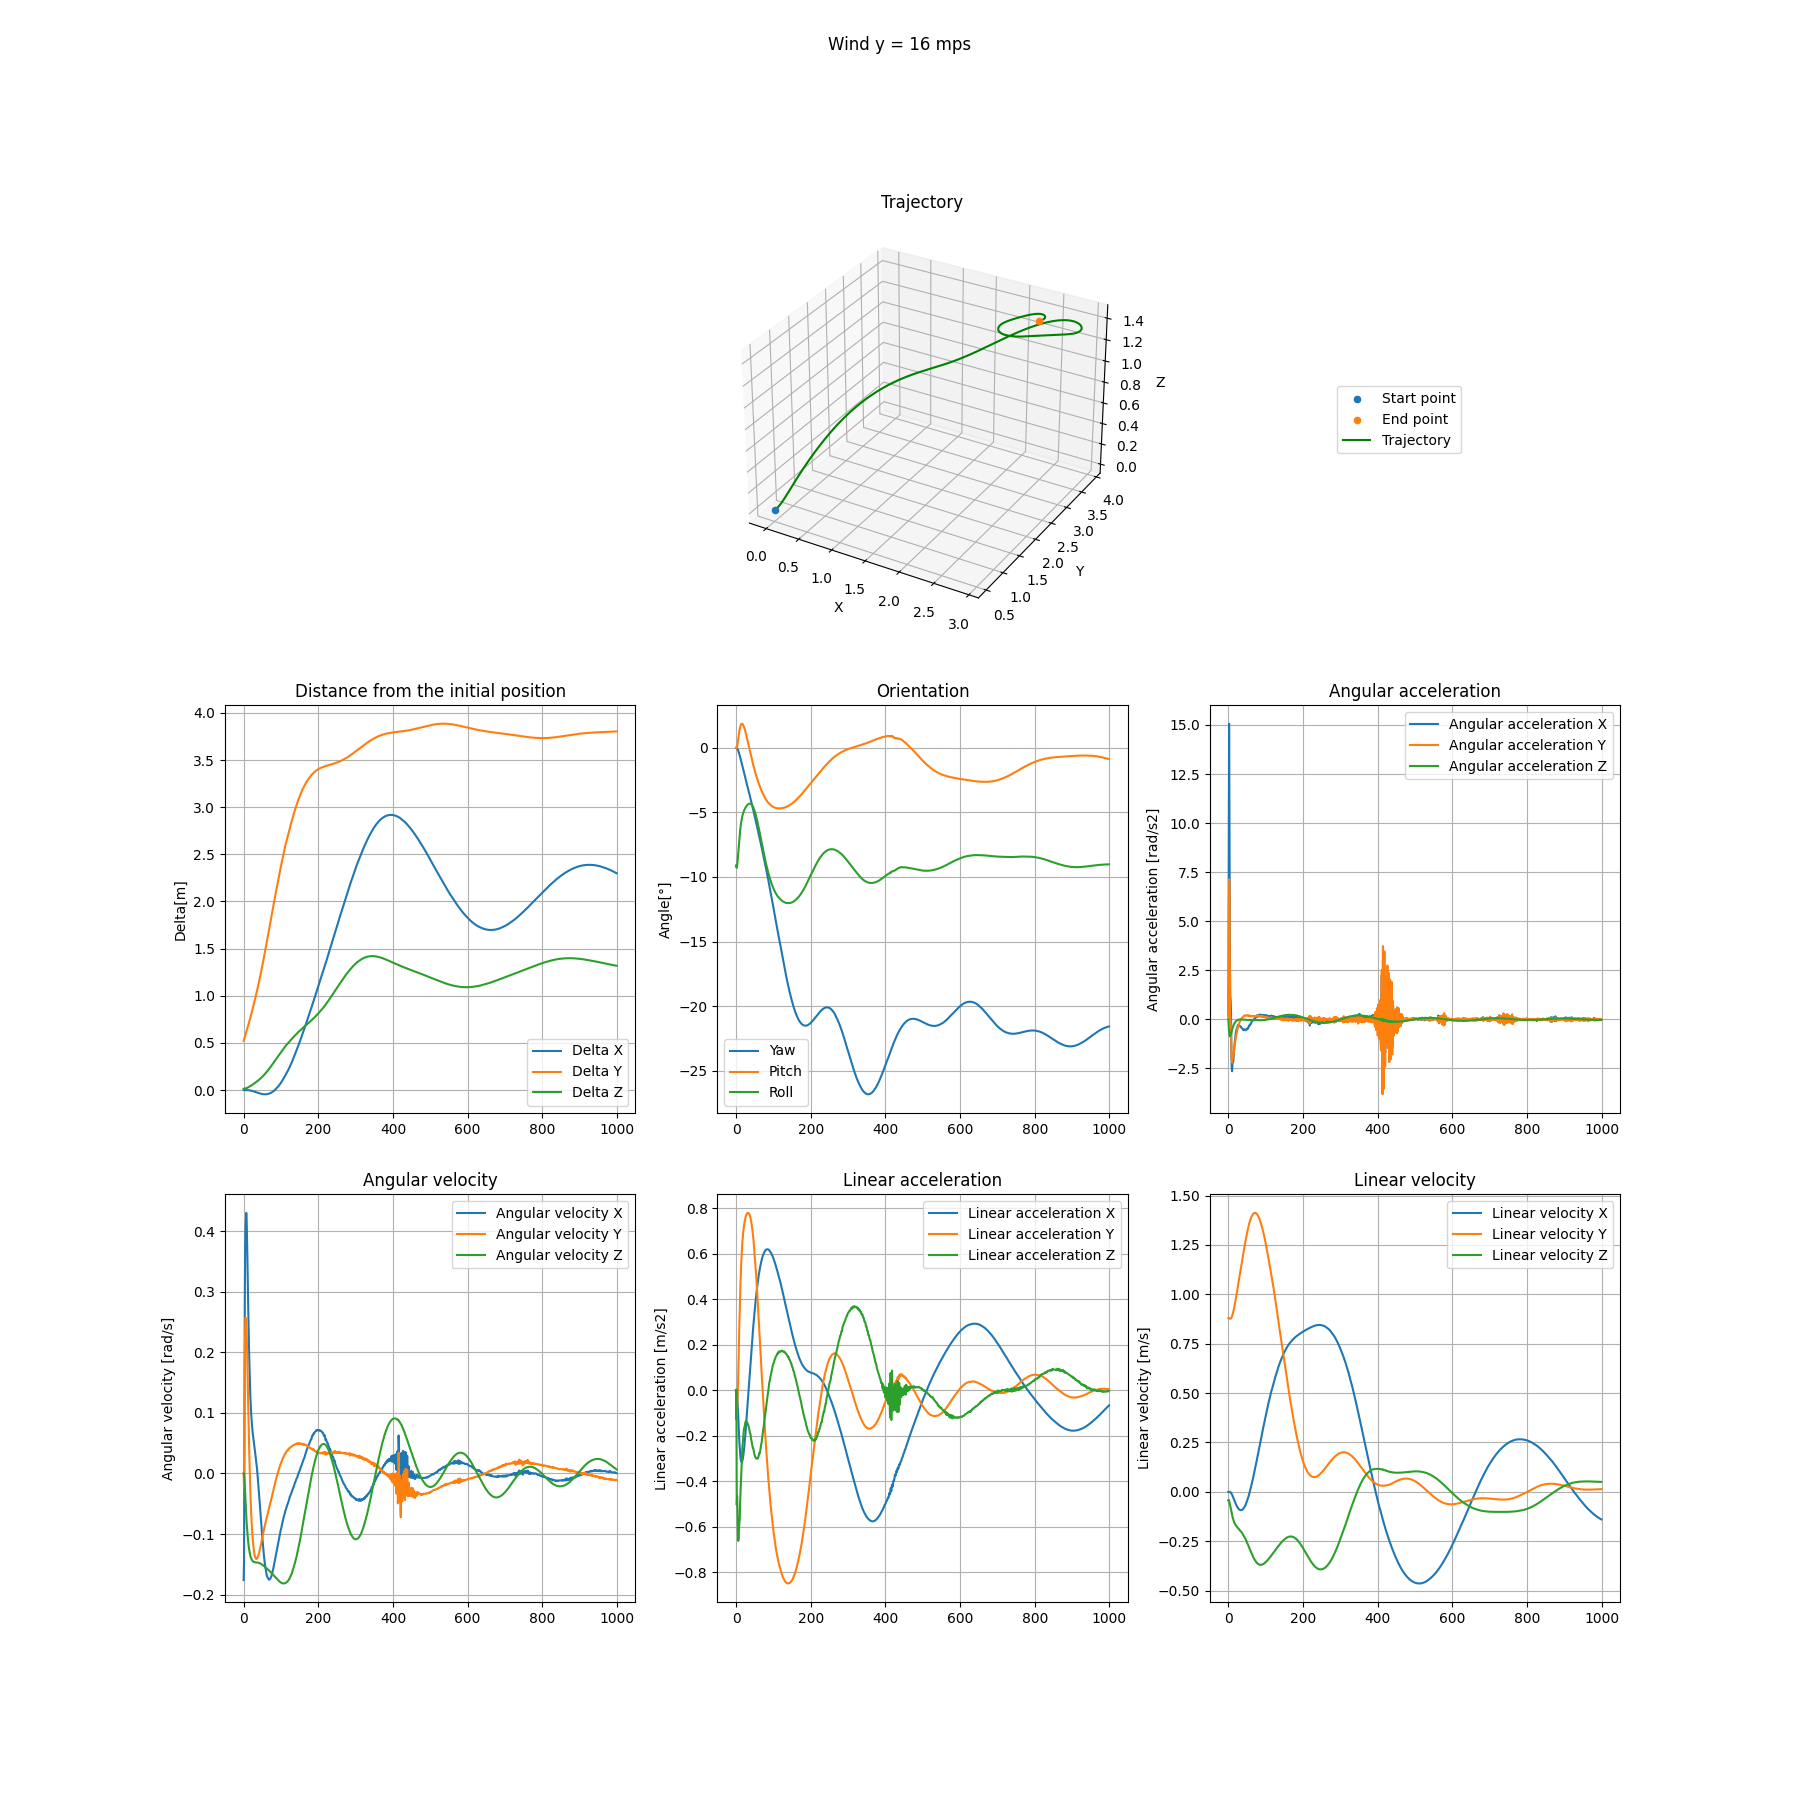 Wind y = 16 mps
Trajectory
1.4
1.2
1.0
0.8
0.6
0.4
0.2
0.0
Z
4.0
3.5
3.0
2.5
2.0
1.5
1.0
0.5
Y
0.0
0.5
1.0
1.5
2.0
2.5
3.0
X
Start point
End point
Trajectory
Distance from the initial position
Delta[m]
4.0
3.5
3.0
2.5
2.0
1.5
1.0
0.5
0.0
Delta X
Delta Y
Delta Z
0 200 400 600 800 1000
Orientation
Angle[°]
0
−5
−10
−15
−20
−25
Yaw
Pitch
Roll
0 200 400 600 800 1000
Angular acceleration
Angular acceleration [rad/s2]
15.0
12.5
10.0
7.5
5.0
2.5
0.0
−2.5
Angular acceleration X
Angular acceleration Y
Angular acceleration Z
0 200 400 600 800 1000
Angular velocity
Angular velocity [rad/s]
0.4
0.3
0.2
0.1
0.0
−0.1
−0.2
Angular velocity X
Angular velocity Y
Angular velocity Z
0 200 400 600 800 1000
Linear acceleration
Linear acceleration [m/s2]
0.8
0.6
0.4
0.2
0.0
−0.2
−0.4
−0.6
−0.8
Linear acceleration X
Linear acceleration Y
Linear acceleration Z
0 200 400 600 800 1000
Linear velocity
Linear velocity [m/s]
1.50
1.25
1.00
0.75
0.50
0.25
0.00
−0.25
−0.50
Linear velocity X
Linear velocity Y
Linear velocity Z
0 200 400 600 800 1000